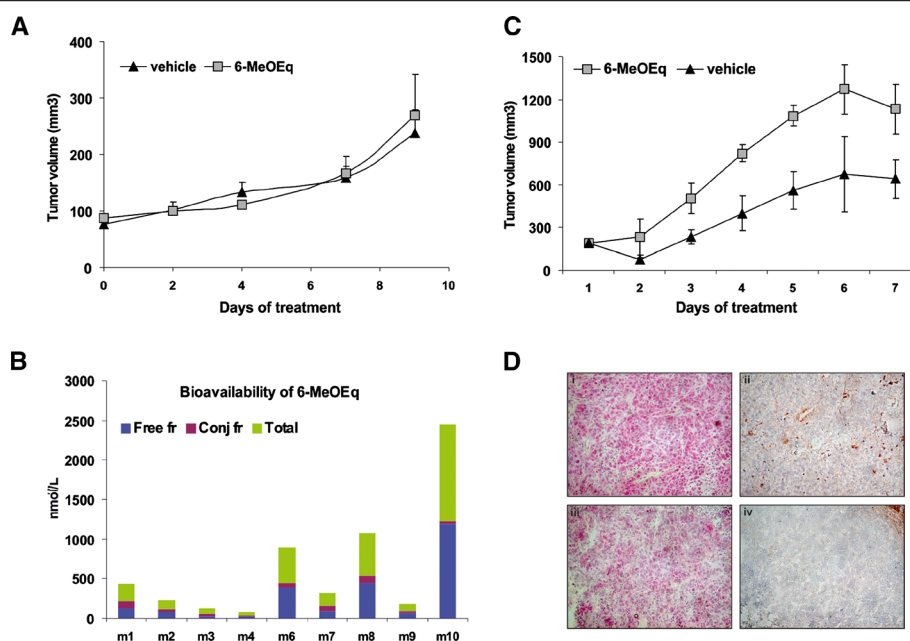 A
400
300
200
100
0
vehicle 6-MeOEq
Tumor volume (mm3)
0 2 4 6 8 10
Days of treatment
C
1500
1200
900
600
300
0
6-MeOEq vehicle
Tumor volume (mm3)
1 2 3 4 5 6 7
Days of treatment
B
Bioavailability of 6-MeOEq
Free fr Conj fr Total
3000
2500
2000
1500
1000
500
0
nmol/L
m1 m2 m3 m4 m6 m7 m8 m9 m10
D
i
ii
iii
iv